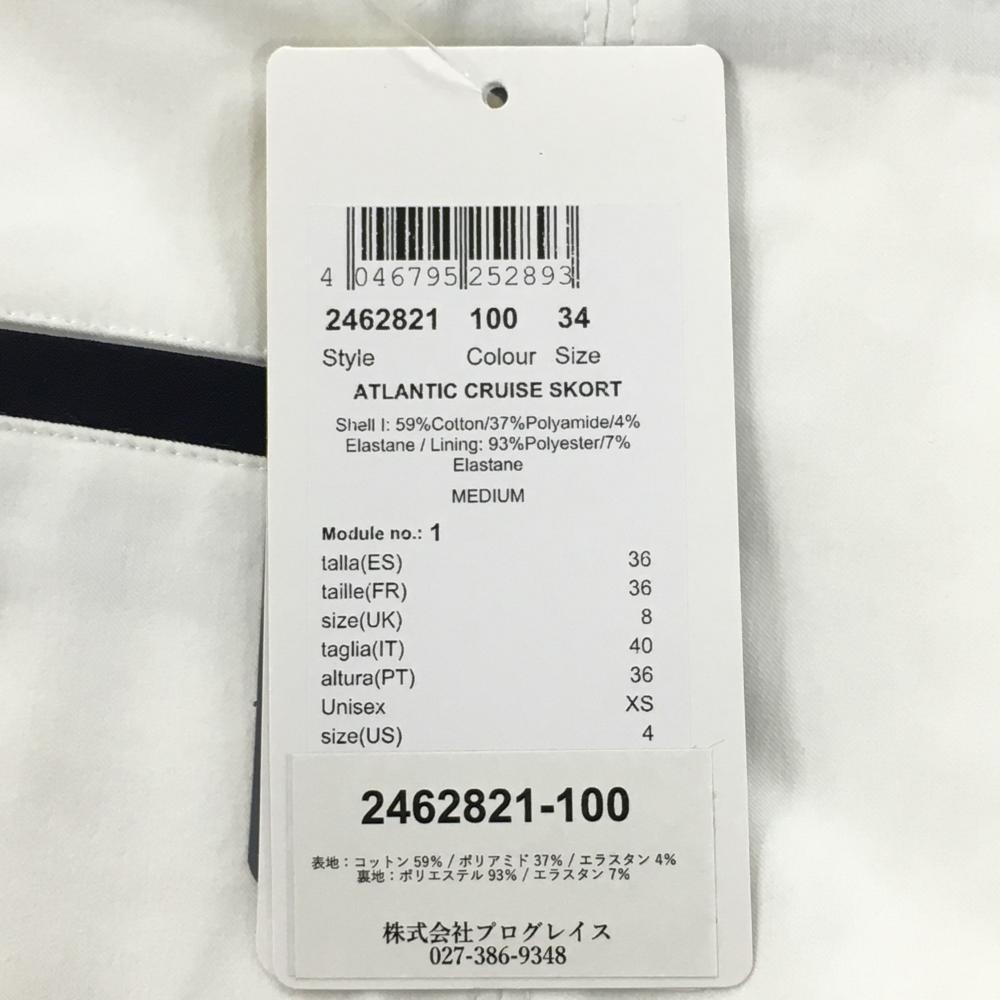 4 046795 252893
2462821 100 34
Style Colour Size
ATLANTIC CRUISE SKORT
Shell I: 59%Cotton/37%Polyamide/4%
Elastane / Lining: 93%Polyester/7%
Elastane
MEDIUM
Module no.: 1
talla(ES) 36
taille(FR) 36
size(UK) 8
taglia(IT) 40
altura(PT) 36
Unisex XS
size(US) 4
2462821-100
表地：コットン 59% / ポリアミド 37% / エラスタン 4%
裏地：ポリエステル 93% / エラスタン 7%
株式会社プログレイス
027-386-9348